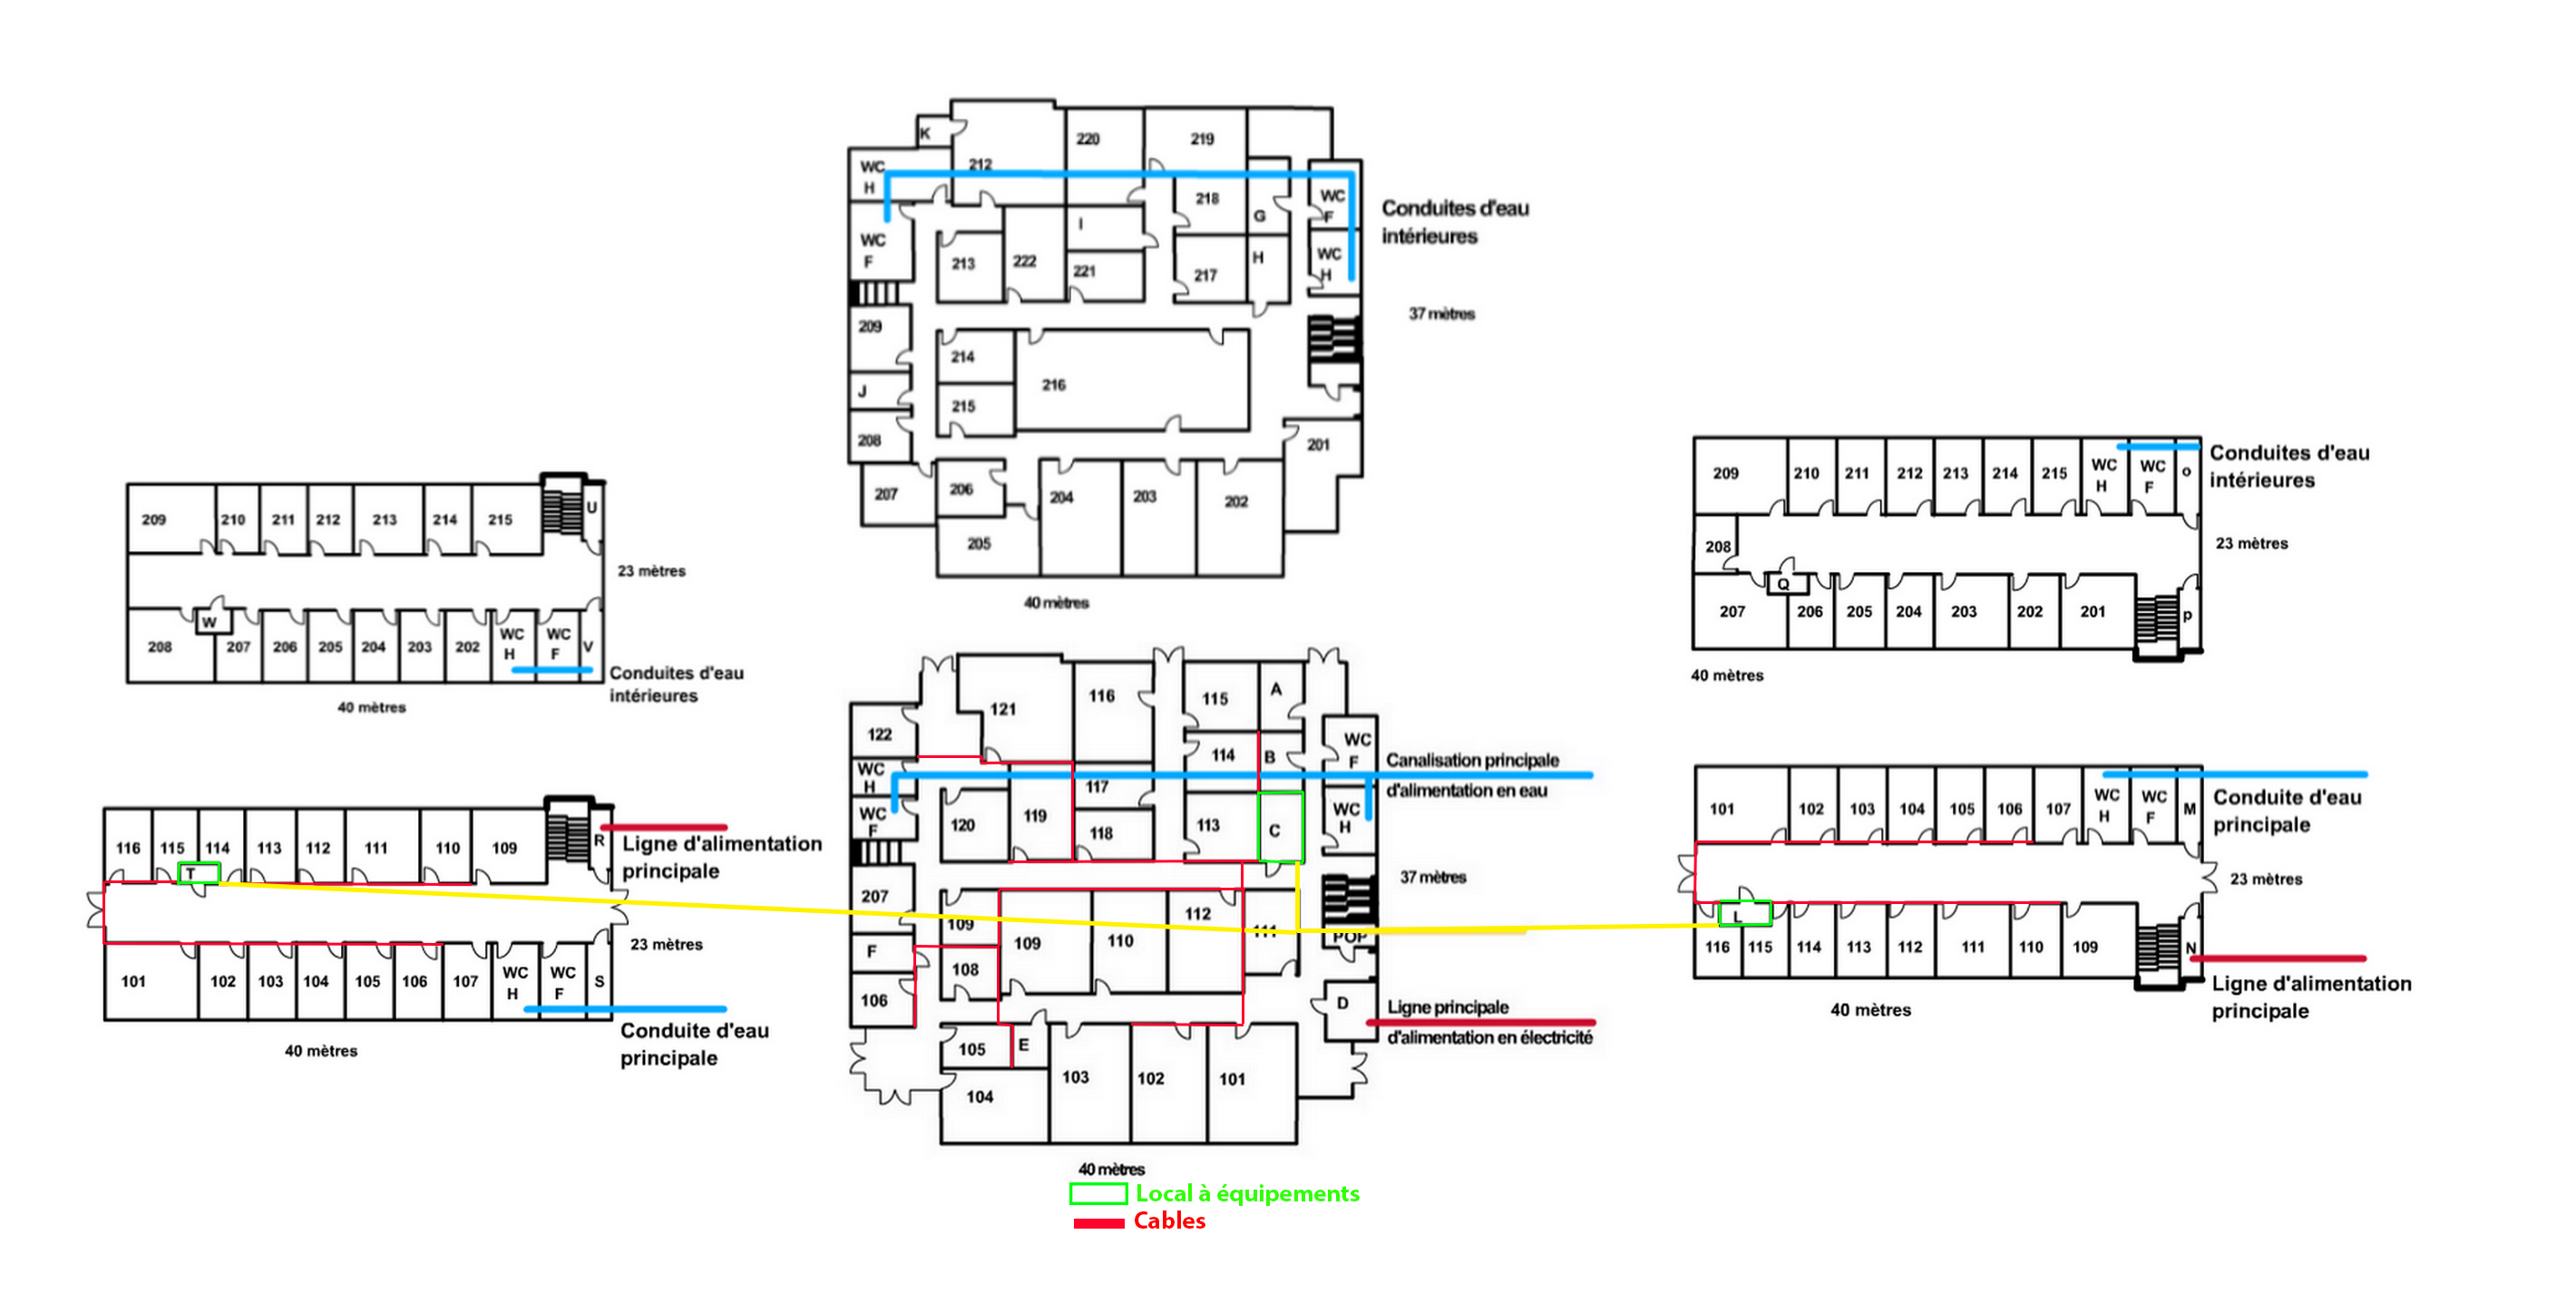 K
220
219
212
WC
H
WC
F
218
G
I
WC
F
WC
H
213
222
221
217
H
Conduites d'eau
intérieures
37 mètres
209
214
216
J
215
208
201
207
206
204
203
202
205
40 mètres
209
210
211
212
213
214
215
U
23 mètres
W
208
207
206
205
204
203
202
WC
H
WC
F
V
Conduites d'eau
intérieures
40 mètres
209
210
211
212
213
214
215
WC
H
WC
F
o
Conduites d'eau
intérieures
208
23 mètres
Q
207
206
205
204
203
202
201
p
40 mètres
121
116
115
A
122
114
B
WC
F
WC
H
117
Canalisation principale
d'alimentation en eau
WC
F
120
119
118
113
C
WC
H
37 mètres
207
109
112
111
109
110
POP
F
108
106
D
Ligne principale
d'alimentation en électricité
105
E
103
102
101
104
40 mètres
116
115
114
113
112
111
110
109
R
Ligne d'alimentation
principale
T
23 mètres
101
102
103
104
105
106
107
WC
H
WC
F
S
Conduite d'eau
principale
40 mètres
101
102
103
104
105
106
107
WC
H
WC
F
M
Conduite d'eau
principale
23 mètres
L
116
115
114
113
112
111
110
109
N
Ligne d'alimentation
principale
40 mètres
Local à équipements
Cables